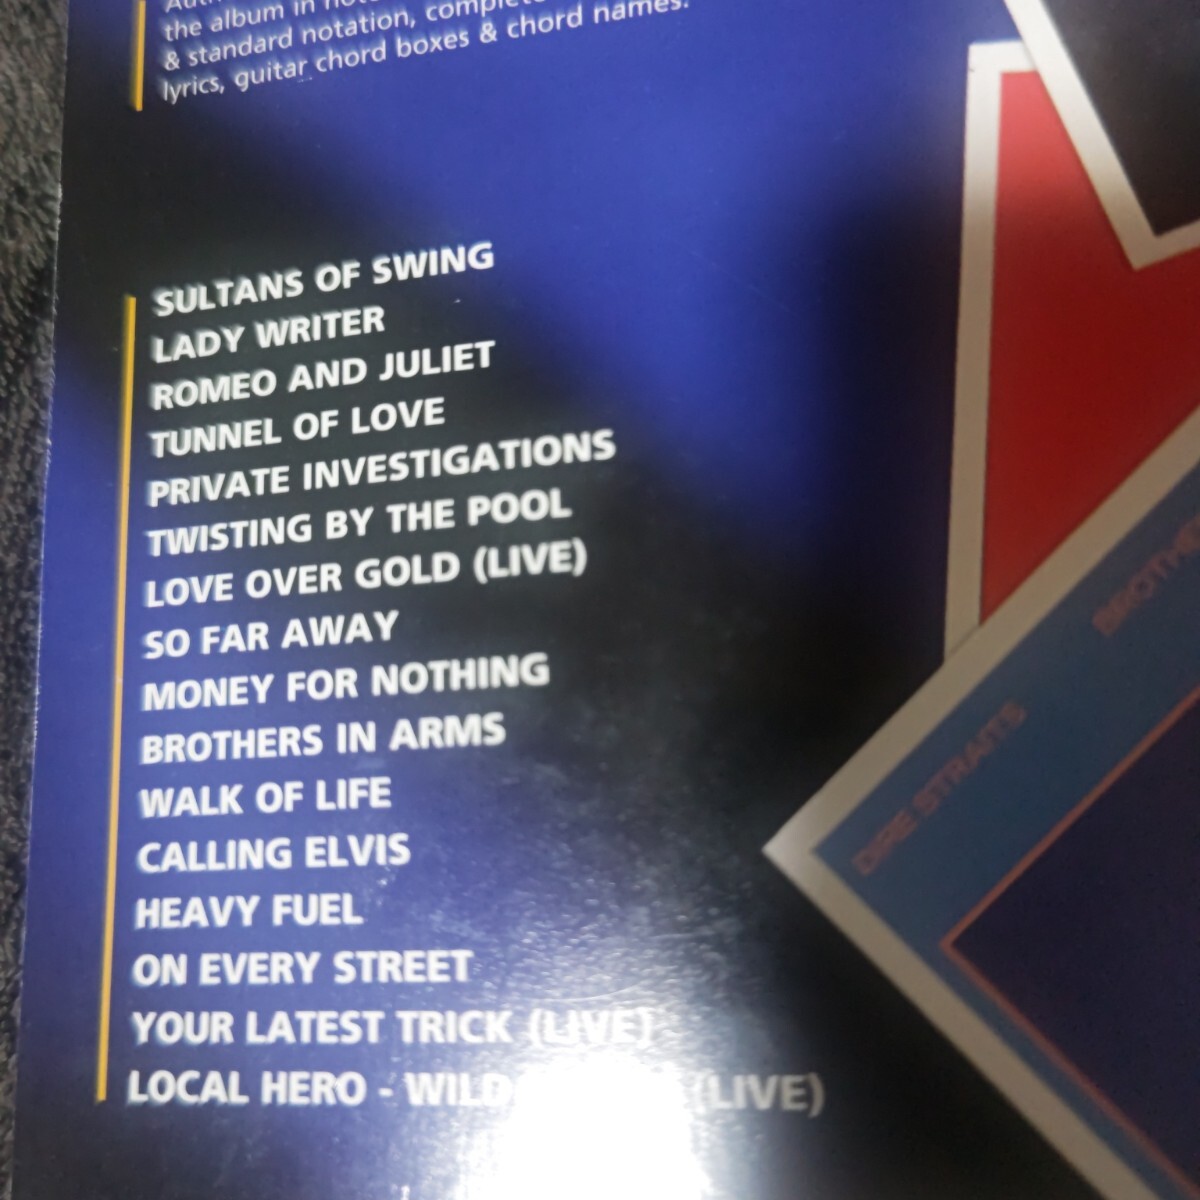 the album in
& standard notation, complete
lyrics, guitar chord boxes & chord names.
SULTANS OF SWING
LADY WRITER
ROMEO AND JULIET
TUNNEL OF LOVE
PRIVATE INVESTIGATIONS
TWISTING BY THE POOL
LOVE OVER GOLD (LIVE)
SO FAR AWAY
MONEY FOR NOTHING
BROTHERS IN ARMS
WALK OF LIFE
CALLING ELVIS
HEAVY FUEL
ON EVERY STREET
YOUR LATEST TRICK (LIVE)
LOCAL HERO - WILD (LIVE)
DIRE STRAITS